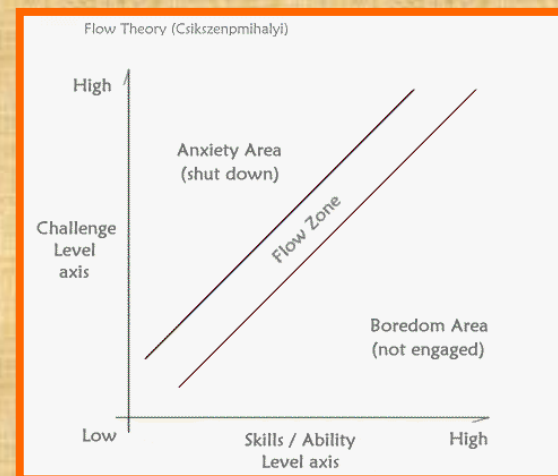 Flow Theory (Csikszenpmihalyi)
High
Anxiety Area
(shut down)
Challenge
Level
axis
Flow Zone
Boredom Area
(not engaged)
Low
Skills / Ability
Level axis
High